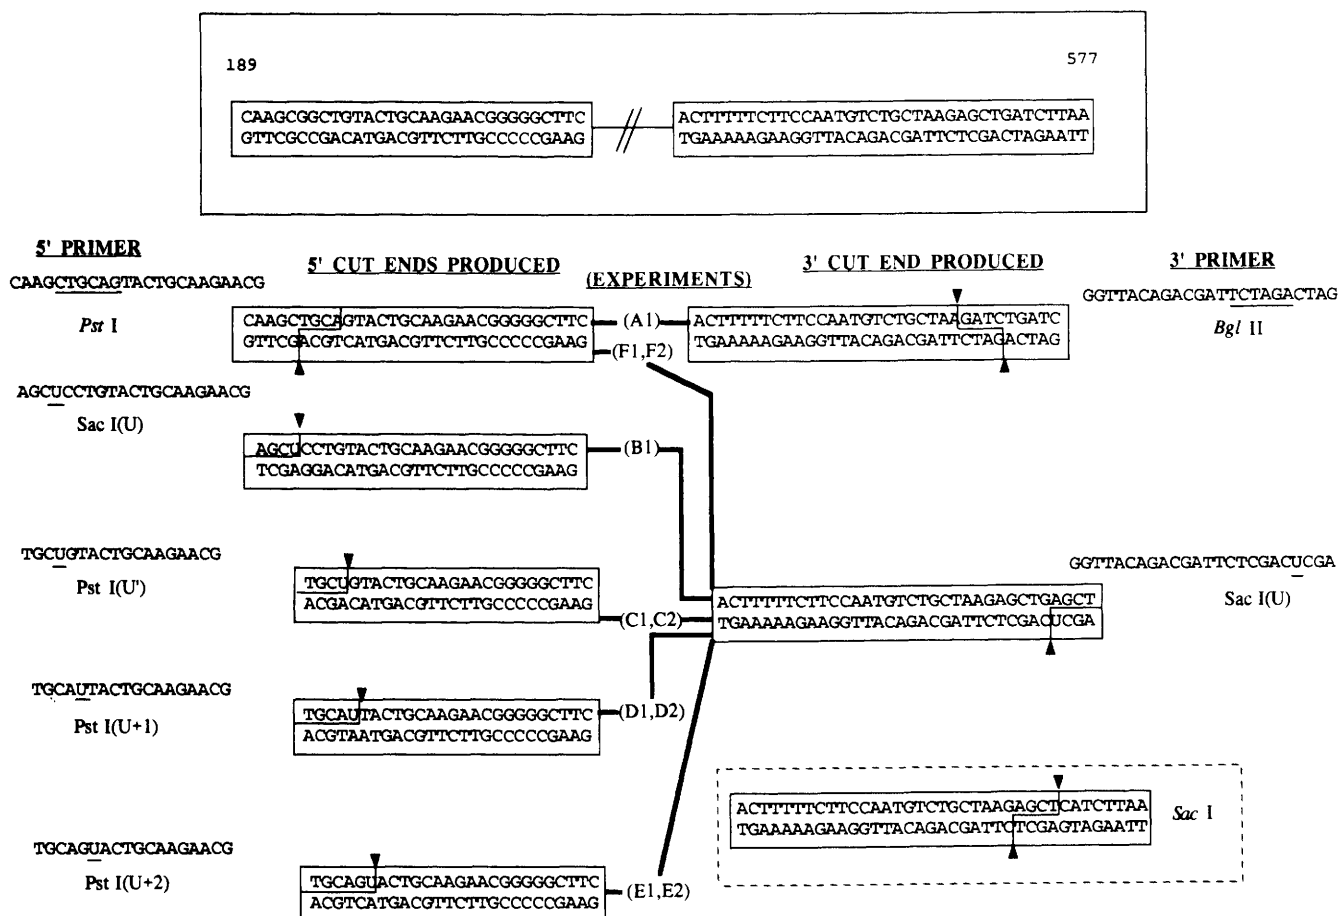 189
577
CAAGCGGCTGTACTGCAAGAACGGGGGCTTC
GTTCGCCGACATGACGTTCTTGCCCCCGAAG
ACTTTTTCTTCCAATGTCTGCTAAGAGCTGATCTTAA
TGAAAAAGAAGGTTACAGACGATTCTCGACTAGAATT
5' PRIMER
5' CUT ENDS PRODUCED
(EXPERIMENTS)
3' CUT END PRODUCED
3' PRIMER
CAAGCTGCAGTACTGCAAGAACG
Pst I
CAAGCTGCAGTACTGCAAGAACGGGGGCTTC
GTTCGACGTCATGACGTTCTTGCCCCCGAAG
(A1)
(F1,F2)
ACTTTTTCTTCCAATGTCTGCTAAGATCTGATC
TGAAAAAGAAGGTTACAGACGATTCTAGACTAG
GGTTACAGACGATTCTAGACTAG
Bgl II
AGCUCCTGTACTGCAAGAACG
Sac I(U)
AGCUCCTGTACTGCAAGAACGGGGGCTTC
TCGAGGACATGACGTTCTTGCCCCCGAAG
(B1)
TGCUGTACTGCAAGAACG
Pst I(U')
TGCUGTACTGCAAGAACGGGGGCTTC
ACGACATGACGTTCTTGCCCCCGAAG
(C1,C2)
ACTTTTTCTTCCAATGTCTGCTAAGAGCTGAGCT
TGAAAAAGAAGGTTACAGACGATTCTCGACUCGA
GGTTACAGACGATTCTCGACUCGA
Sac I(U)
TGCAUTACTGCAAGAACG
Pst I(U+1)
TGCAUTACTGCAAGAACGGGGGCTTC
ACGTAATGACGTTCTTGCCCCCGAAG
(D1,D2)
ACTTTTTCTTCCAATGTCTGCTAAGAGCTCATCTTAA
TGAAAAAGAAGGTTACAGACGATTCTCGAGTAGAATT
Sac I
TGCAGUACTGCAAGAACG
Pst I(U+2)
TGCAGUACTGCAAGAACGGGGGCTTC
ACGTCATGACGTTCTTGCCCCCGAAG
(E1,E2)